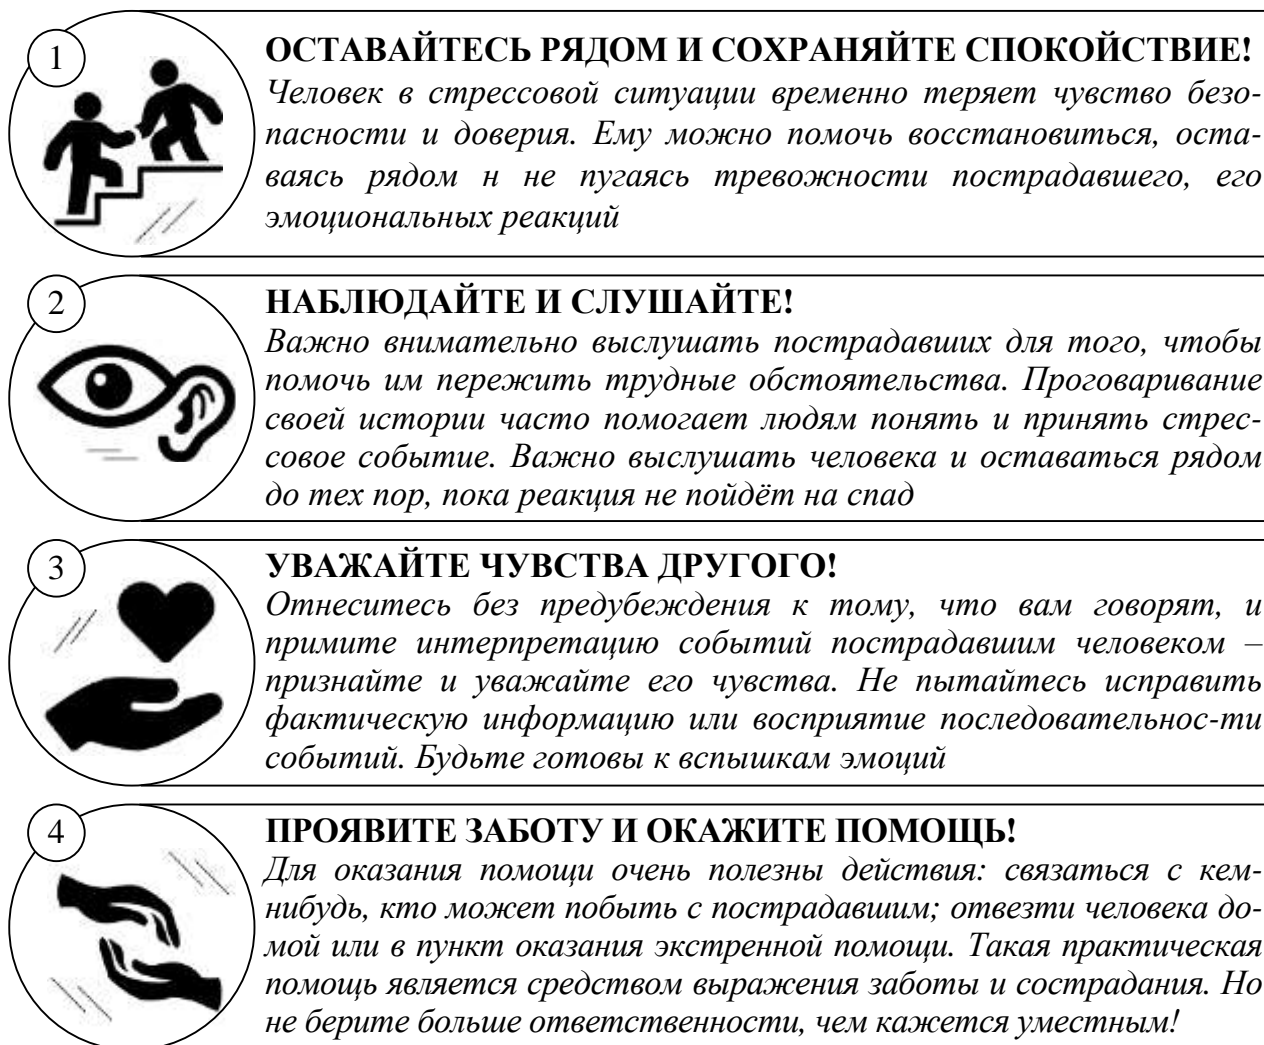 1
ОСТАВАЙТЕСЬ РЯДОМ И СОХРАНЯЙТЕ СПОКОЙСТВИЕ!
Человек в стрессовой ситуации временно теряет чувство безо-
пасности и доверия. Ему можно помочь восстановиться, оста-
ваясь рядом н не пугаясь тревожности пострадавшего, его
эмоциональных реакций
2
НАБЛЮДАЙТЕ И СЛУШАЙТЕ!
Важно внимательно выслушать пострадавших для того, чтобы
помочь им пережить трудные обстоятельства. Проговаривание
своей истории часто помогает людям понять и принять стрес-
совое событие. Важно выслушать человека и оставаться рядом
до тех пор, пока реакция не пойдёт на спад
3
УВАЖАЙТЕ ЧУВСТВА ДРУГОГО!
Отнеситесь без предубеждения к тому, что вам говорят, и
примите интерпретацию событий пострадавшим человеком –
признайте и уважайте его чувства. Не пытайтесь исправить
фактическую информацию или восприятие последовательнос-ти
событий. Будьте готовы к вспышкам эмоций
4
ПРОЯВИТЕ ЗАБОТУ И ОКАЖИТЕ ПОМОЩЬ!
Для оказания помощи очень полезны действия: связаться с кем-
нибудь, кто может побыть с пострадавшим; отвезти человека до-
мой или в пункт оказания экстренной помощи. Такая практическая
помощь является средством выражения заботы и сострадания. Но
не берите больше ответственности, чем кажется уместным!